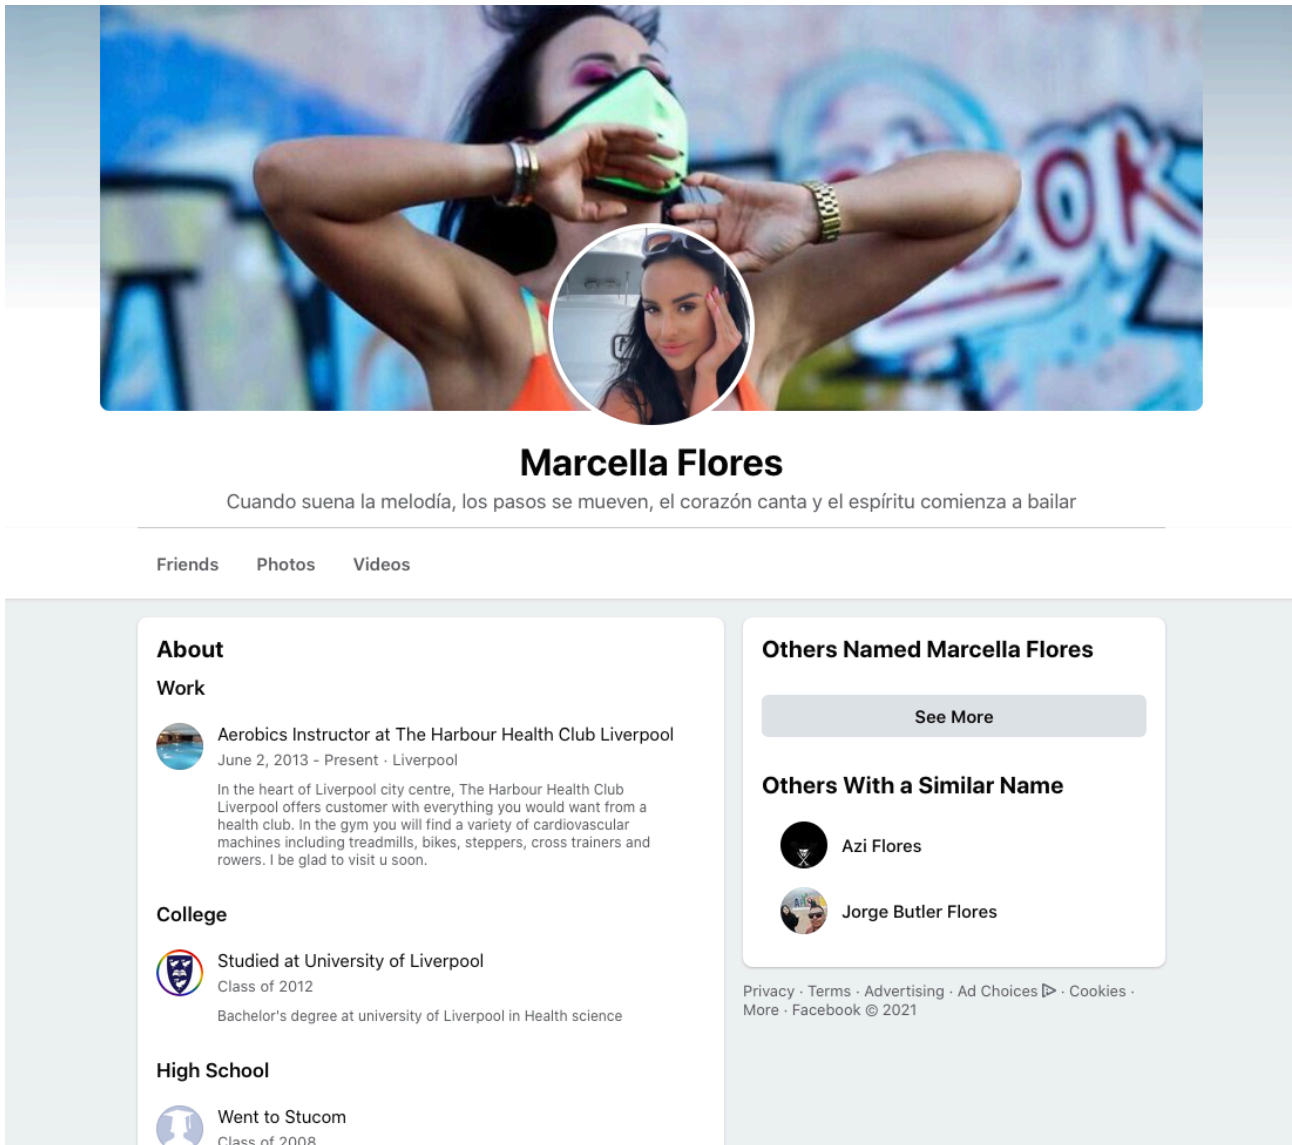 OK
Marcella Flores
Cuando suena la melodía, los pasos se mueven, el corazón canta y el espíritu comienza a bailar
Friends
Photos
Videos
About
Work
Aerobics Instructor at The Harbour Health Club Liverpool
June 2, 2013 - Present · Liverpool
In the heart of Liverpool city centre, The Harbour Health Club
Liverpool offers customer with everything you would want from a
health club. In the gym you will find a variety of cardiovascular
machines including treadmills, bikes, steppers, cross trainers and
rowers. I be glad to visit u soon.
College
Studied at University of Liverpool
Class of 2012
Bachelor's degree at university of Liverpool in Health science
High School
Went to Stucom
Class of 2008
Others Named Marcella Flores
See More
Others With a Similar Name
Azi Flores
Jorge Butler Flores
Privacy · Terms · Advertising · Ad Choices · Cookies ·
More · Facebook © 2021